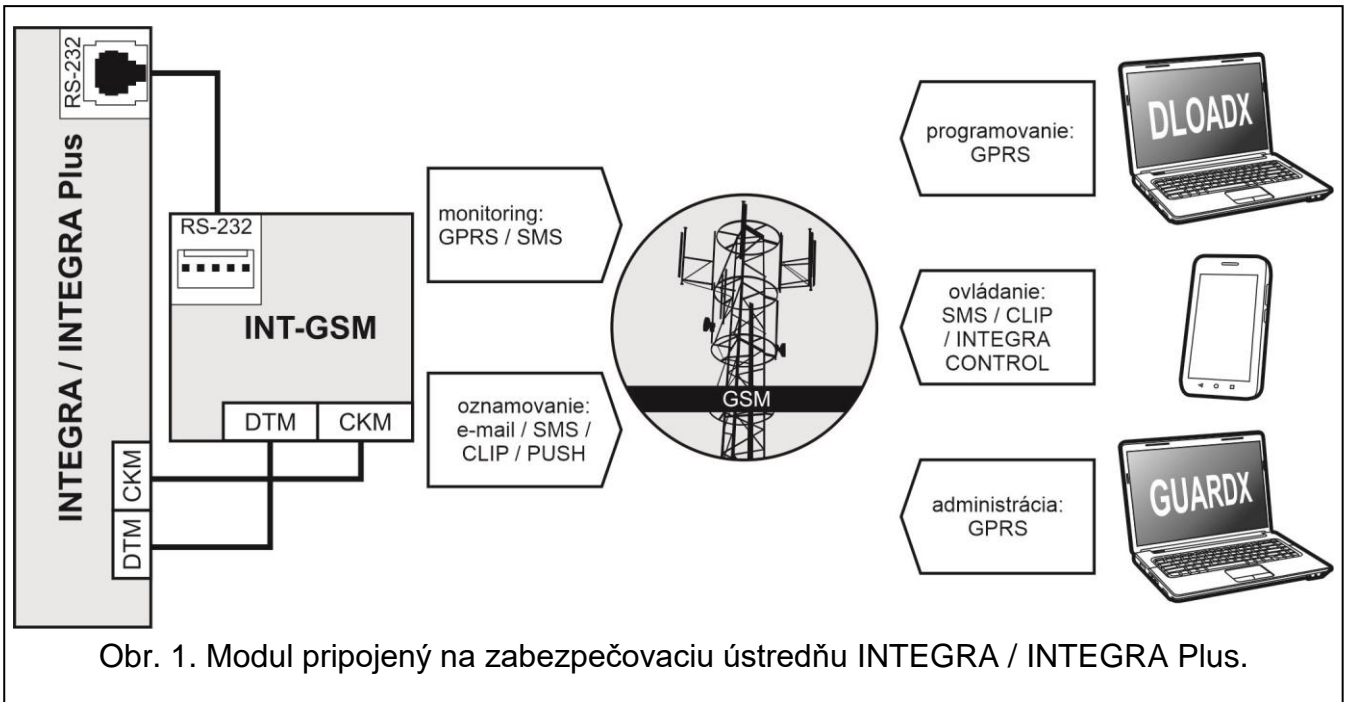 RS-232
INTEGRA / INTEGRA Plus
CKM
DTM
RS-232
INT-GSM
DTM
CKM
monitoring:
GPRS / SMS
oznamovanie:
e-mail / SMS /
CLIP / PUSH
GSM
programovanie:
GPRS
DLOADX
ovládanie:
SMS / CLIP
/ INTEGRA
CONTROL
administrácia:
GPRS
GUARDX
Obr. 1. Modul pripojený na zabezpečovaciu ústredňu INTEGRA / INTEGRA Plus.